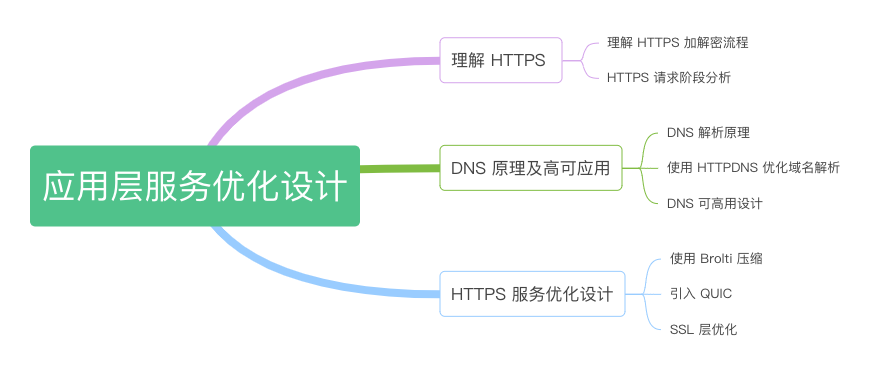 应用层服务优化设计
理解 HTTPS
理解 HTTPS 加解密流程
HTTPS 请求阶段分析
DNS 原理及高可应用
DNS 解析原理
使用 HTTPDNS 优化域名解析
DNS 可高用设计
HTTPS 服务优化设计
使用 Brolti 压缩
引入 QUIC
SSL 层优化